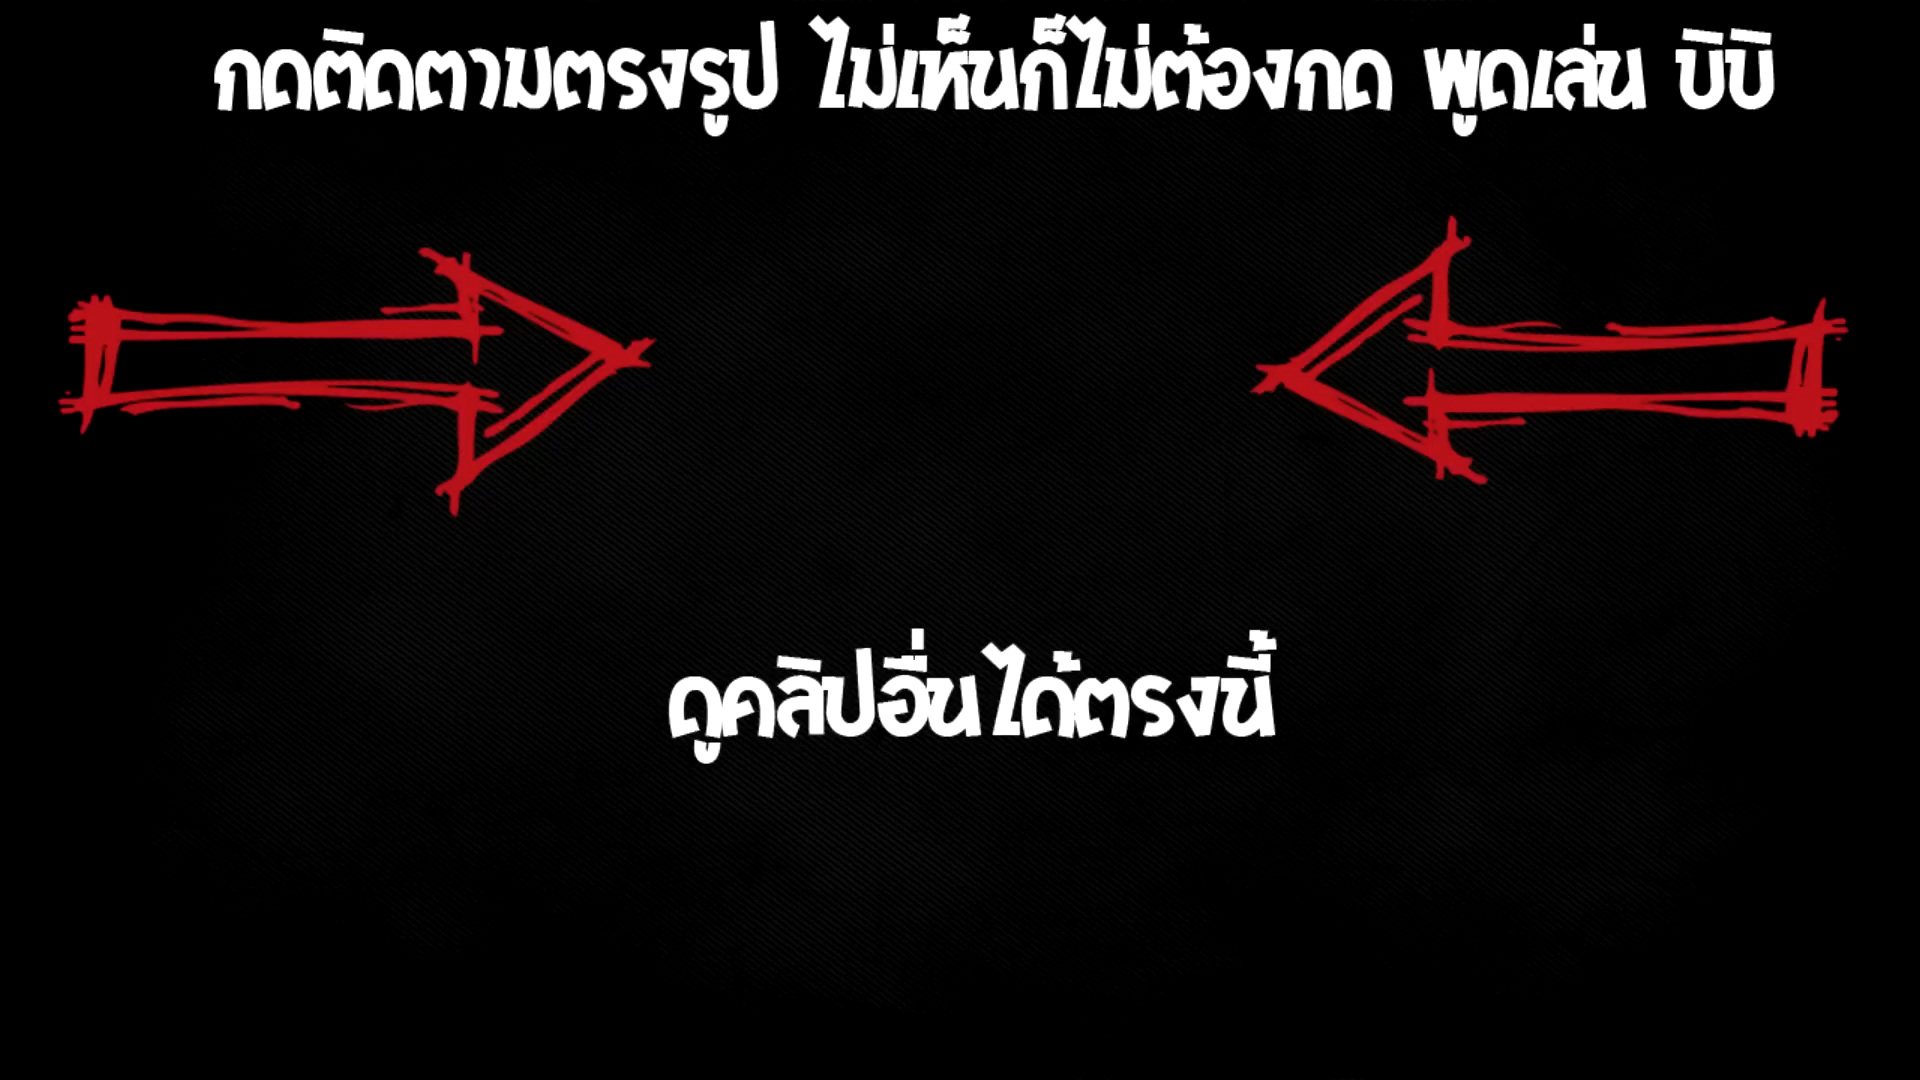 กดติดตามตรงรูป ไม่เห็นก็ไม่ต้องกด พูดเล่น บิบิ
ดูคลิปอื่นได้ตรงนี้